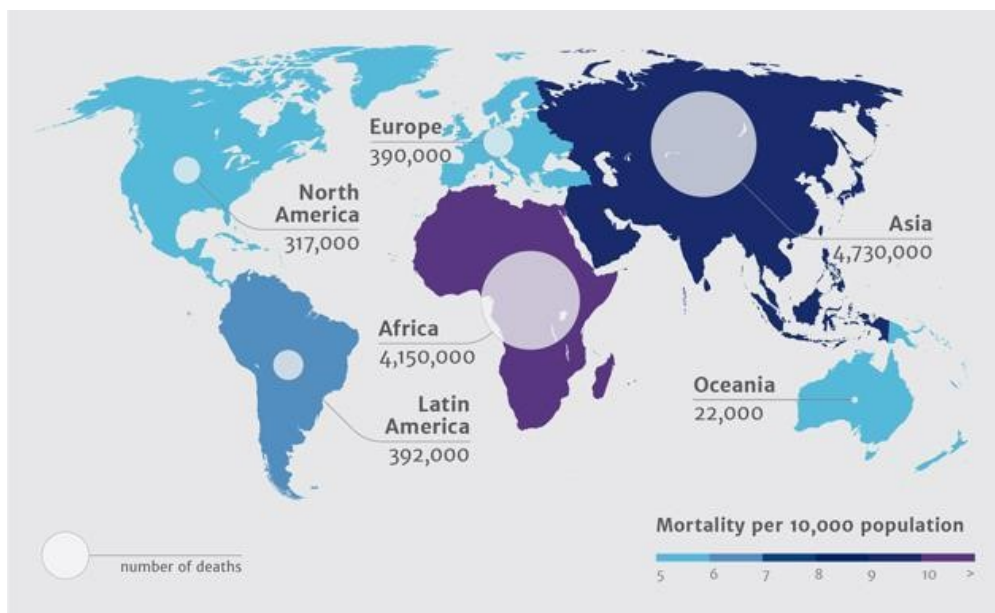 Europe
390,000
North
America
317,000
Asia
4,730,000
Africa
4,150,000
Oceania
22,000
Latin
America
392,000
Mortality per 10,000 population
5 6 7 8 9 10 >
number of deaths